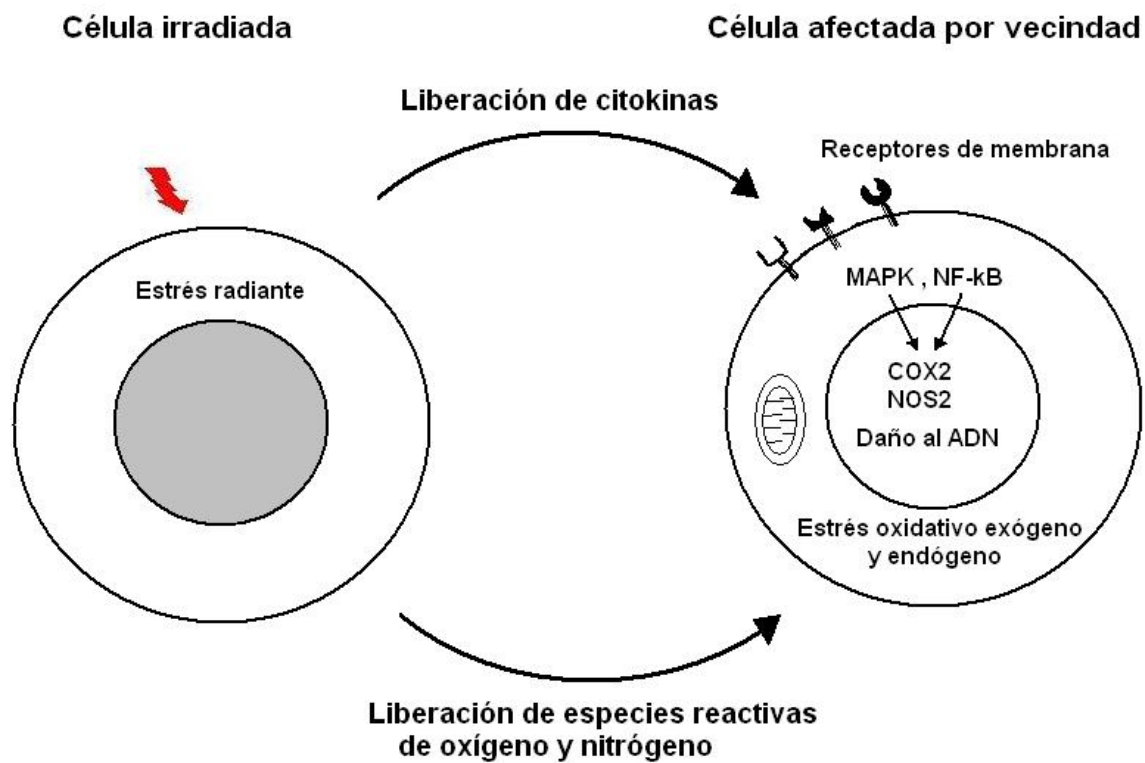 Célula irradiada
Célula afectada por vecindad
Liberación de citokinas
Receptores de membrana
Estrés radiante
MAPK , NF-kB
COX2
NOS2
Daño al ADN
Estrés oxidativo exógeno
y endógeno
Liberación de especies reactivas
de oxígeno y nitrógeno